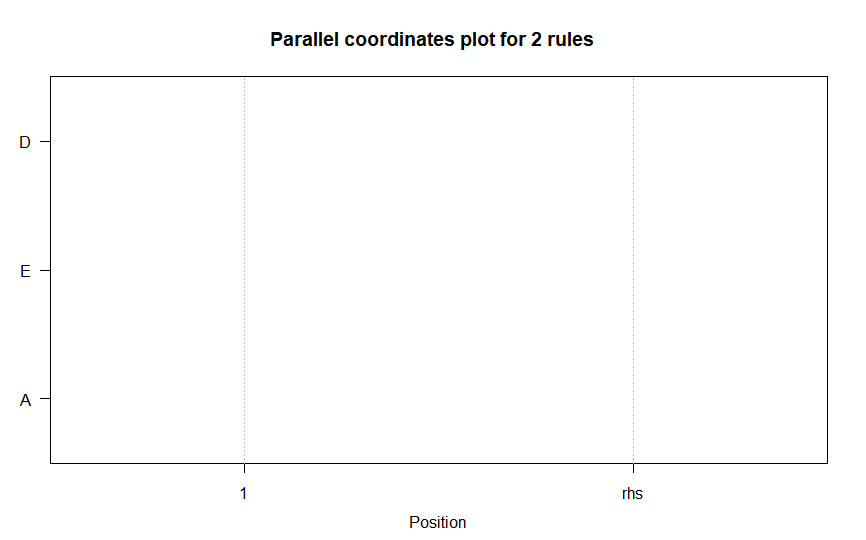 Parallel coordinates plot for 2 rules
D
E
A
1 rhs
Position